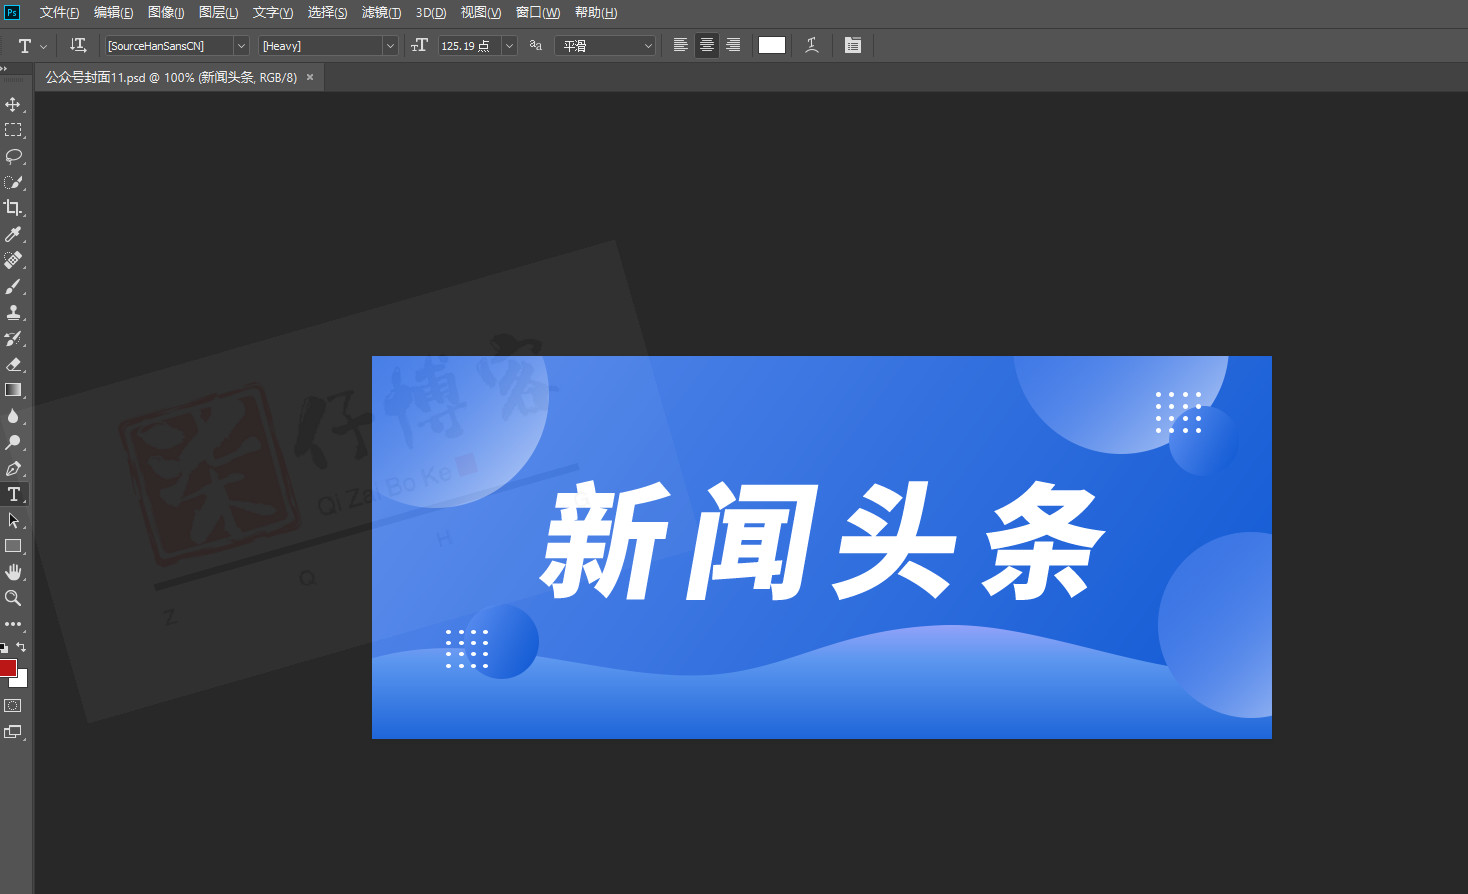 Ps 文件(F) 编辑(E) 图像(I) 图层(L) 文字(Y) 选择(S) 滤镜(T) 3D(D) 视图(V) 窗口(W) 帮助(H)
T [SourceHanSansCN] [Heavy] 125.19 点 aa 平滑
公众号封面11.psd @ 100% (新闻头条, RGB/8) ×
柒仔博客
Qi Zai Bo Ke
Z Q H
新闻头条